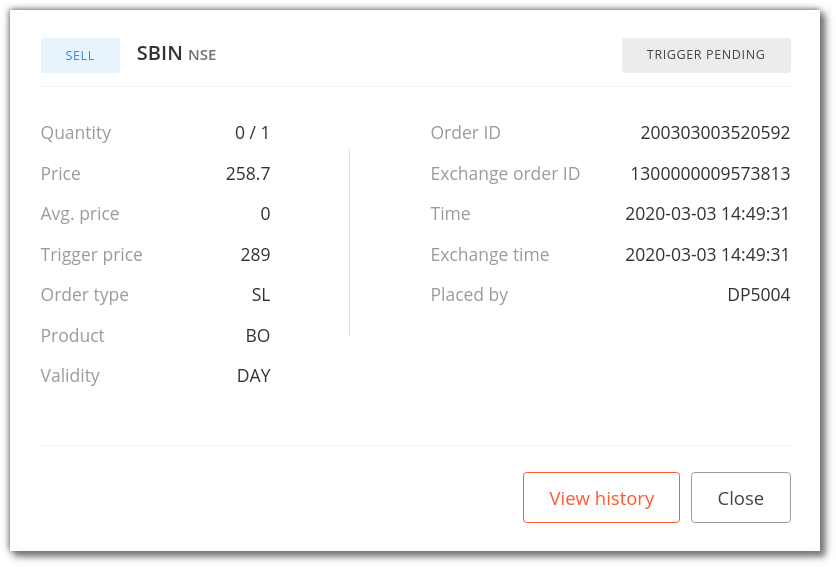 SELL SBIN NSE TRIGGER PENDING
Quantity 0 / 1
Price 258.7
Avg. price 0
Trigger price 289
Order type SL
Product BO
Validity DAY
Order ID 200303003520592
Exchange order ID 1300000009573813
Time 2020-03-03 14:49:31
Exchange time 2020-03-03 14:49:31
Placed by DP5004
View history Close